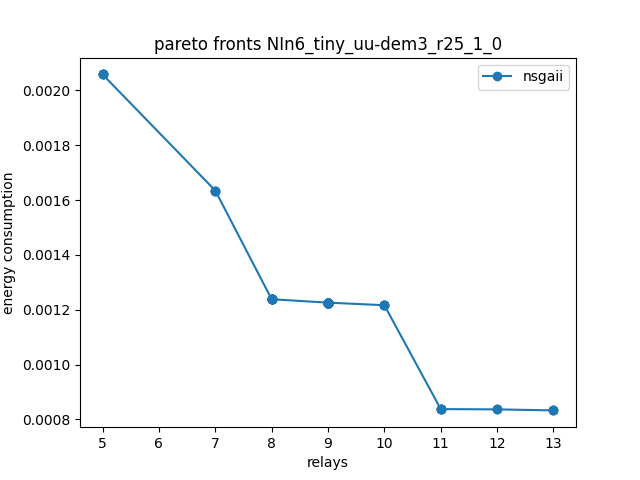 pareto fronts NIn6_tiny_uu-dem3_r25_1_0
nsgaii
energy consumption
0.0020
0.0018
0.0016
0.0014
0.0012
0.0010
0.0008
5 6 7 8 9 10 11 12 13
relays